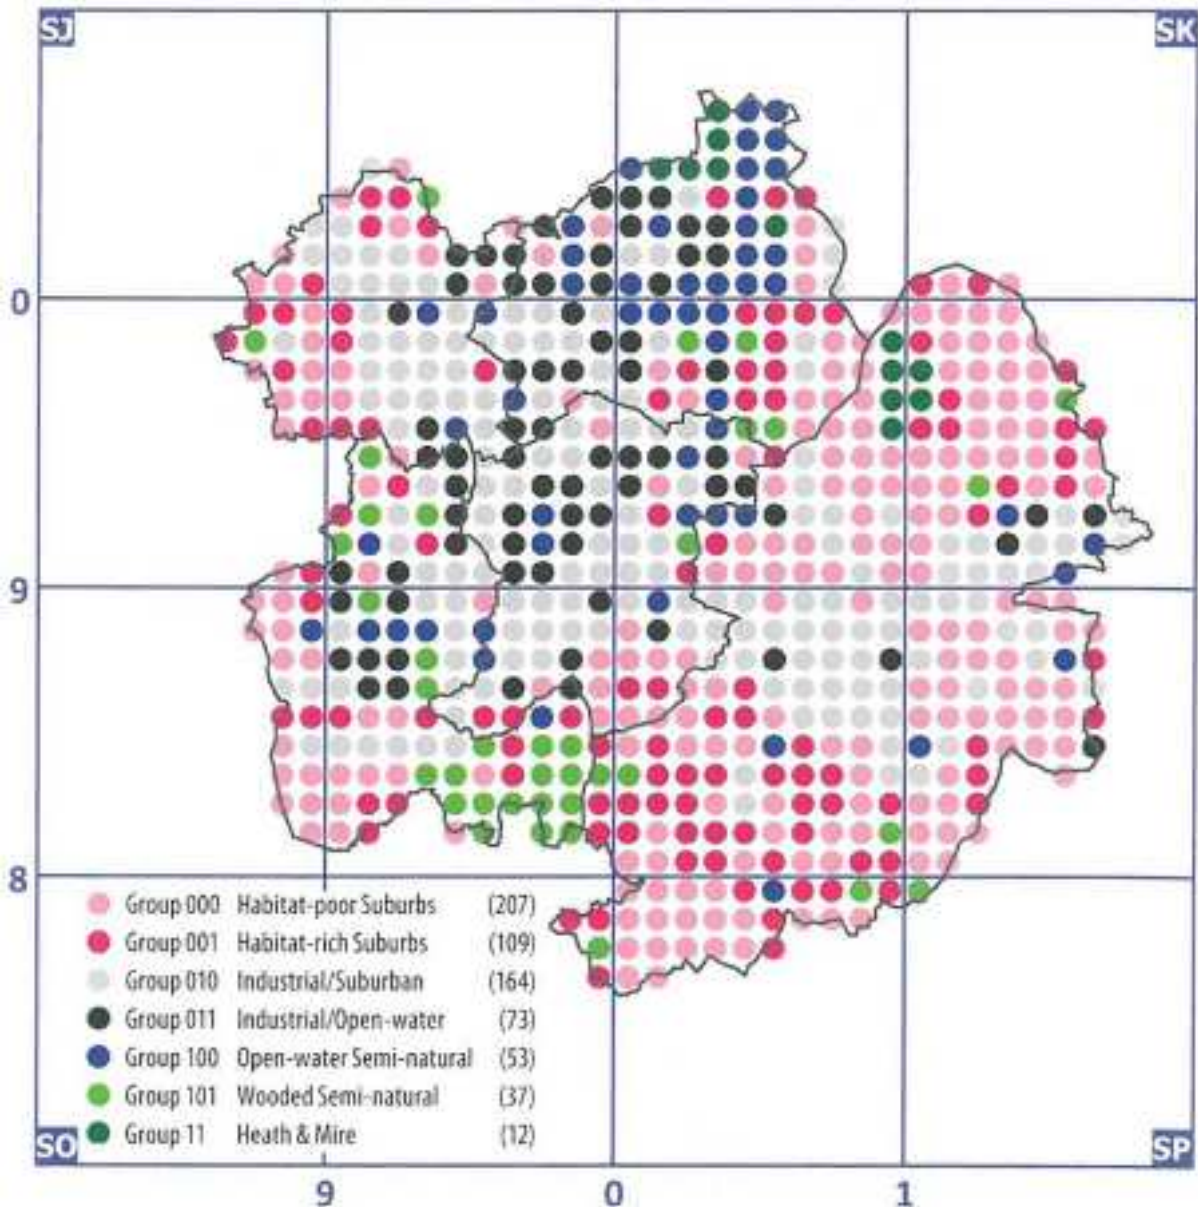 SJ
SK
0
9
8
Group 000 Habitat-poor Suburbs (207)
Group 001 Habitat-rich Suburbs (109)
Group 010 Industrial/Suburban (164)
Group 011 Industrial/Open-water (73)
Group 100 Open-water Semi-natural (53)
Group 101 Wooded Semi-natural (37)
Group 11 Heath & Mire (12)
SO
SP
9
0
1